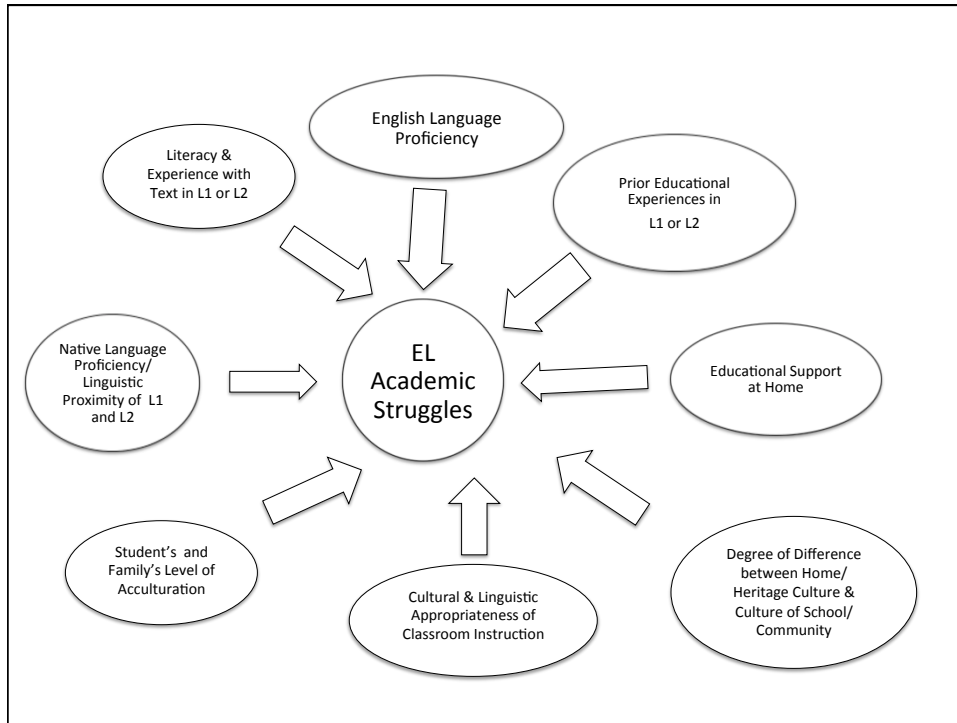 English Language
Proficiency
Literacy &
Experience with
Text in L1 or L2
Prior Educational
Experiences in
L1 or L2
Native Language
Proficiency/
Linguistic
Proximity of L1
and L2
EL
Academic
Struggles
Educational Support
at Home
Student's and
Family's Level of
Acculturation
Cultural & Linguistic
Appropriateness of
Classroom Instruction
Degree of Difference
between Home/
Heritage Culture &
Culture of School/
Community